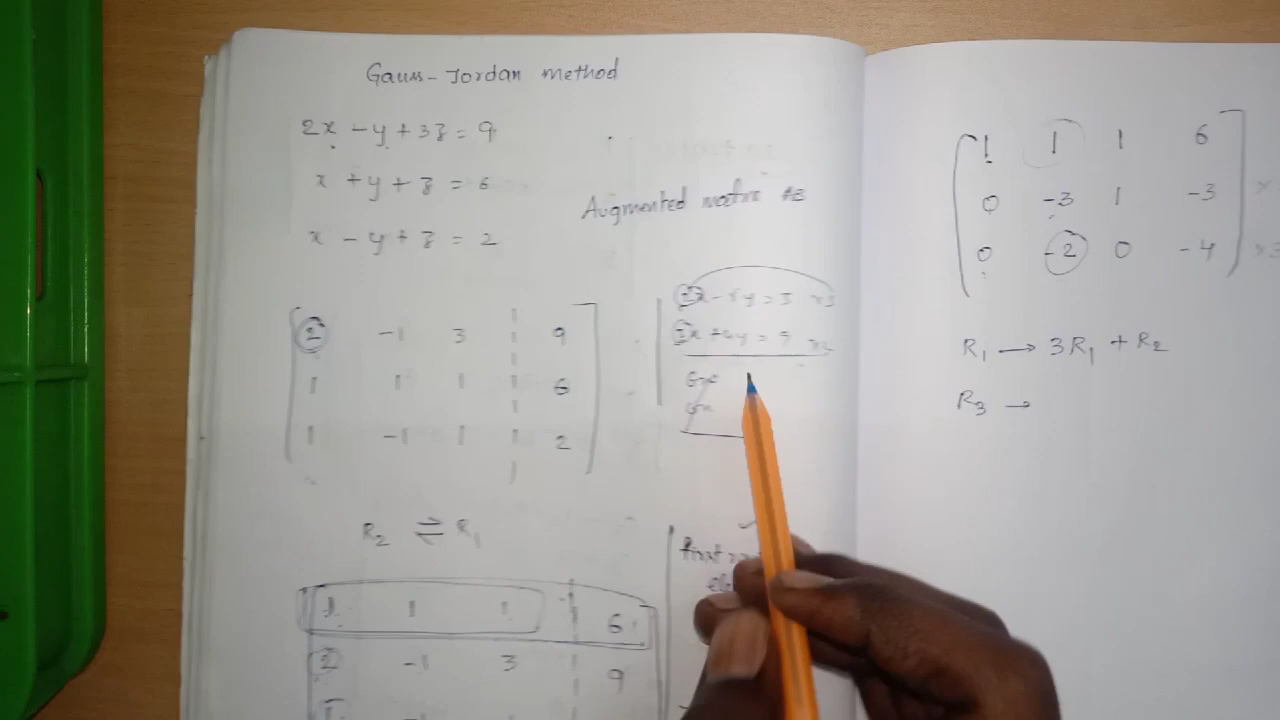 Gauss-Jordan method
2x - y + 3z = 9
x + y + z = 6
x - y + z = 2
Augmented matrix AB
2 -1 3 9
1 1 1 6
1 -1 1 2
R2 ⇌ R1
1 1 1 6
2 -1 3 9
first
1 1 1 6
0 -3 1 -3
0 -2 0 -4
R1 → 3R1 + R2
R3 →